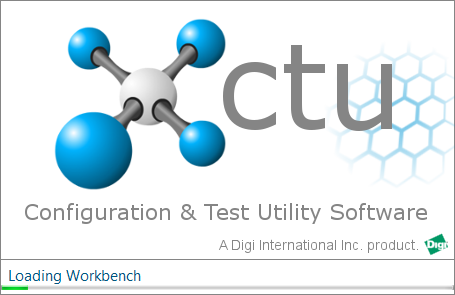 ctu
Configuration & Test Utility Software
A Digi International Inc. product. Digi
Loading Workbench